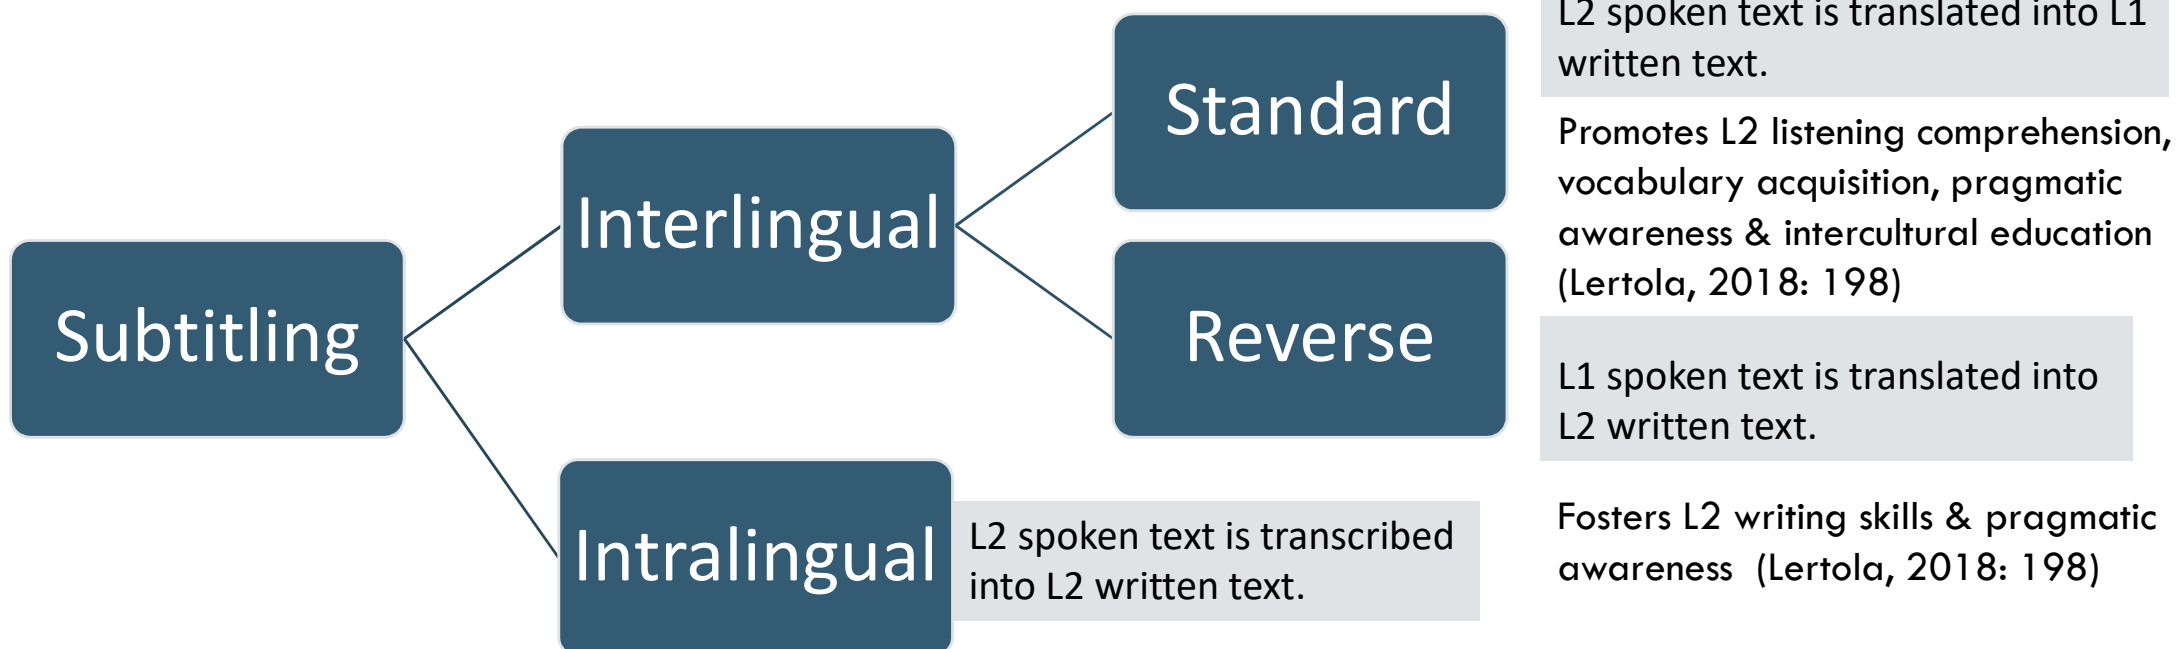 Subtitling
Interlingual
Intralingual
L2 spoken text is transcribed
into L2 written text.
Standard
Reverse
L2 spoken text is translated into L1
written text.
Promotes L2 listening comprehension,
vocabulary acquisition, pragmatic
awareness & intercultural education
(Lertola, 2018: 198)
L1 spoken text is translated into
L2 written text.
Fosters L2 writing skills & pragmatic
awareness  (Lertola, 2018: 198)